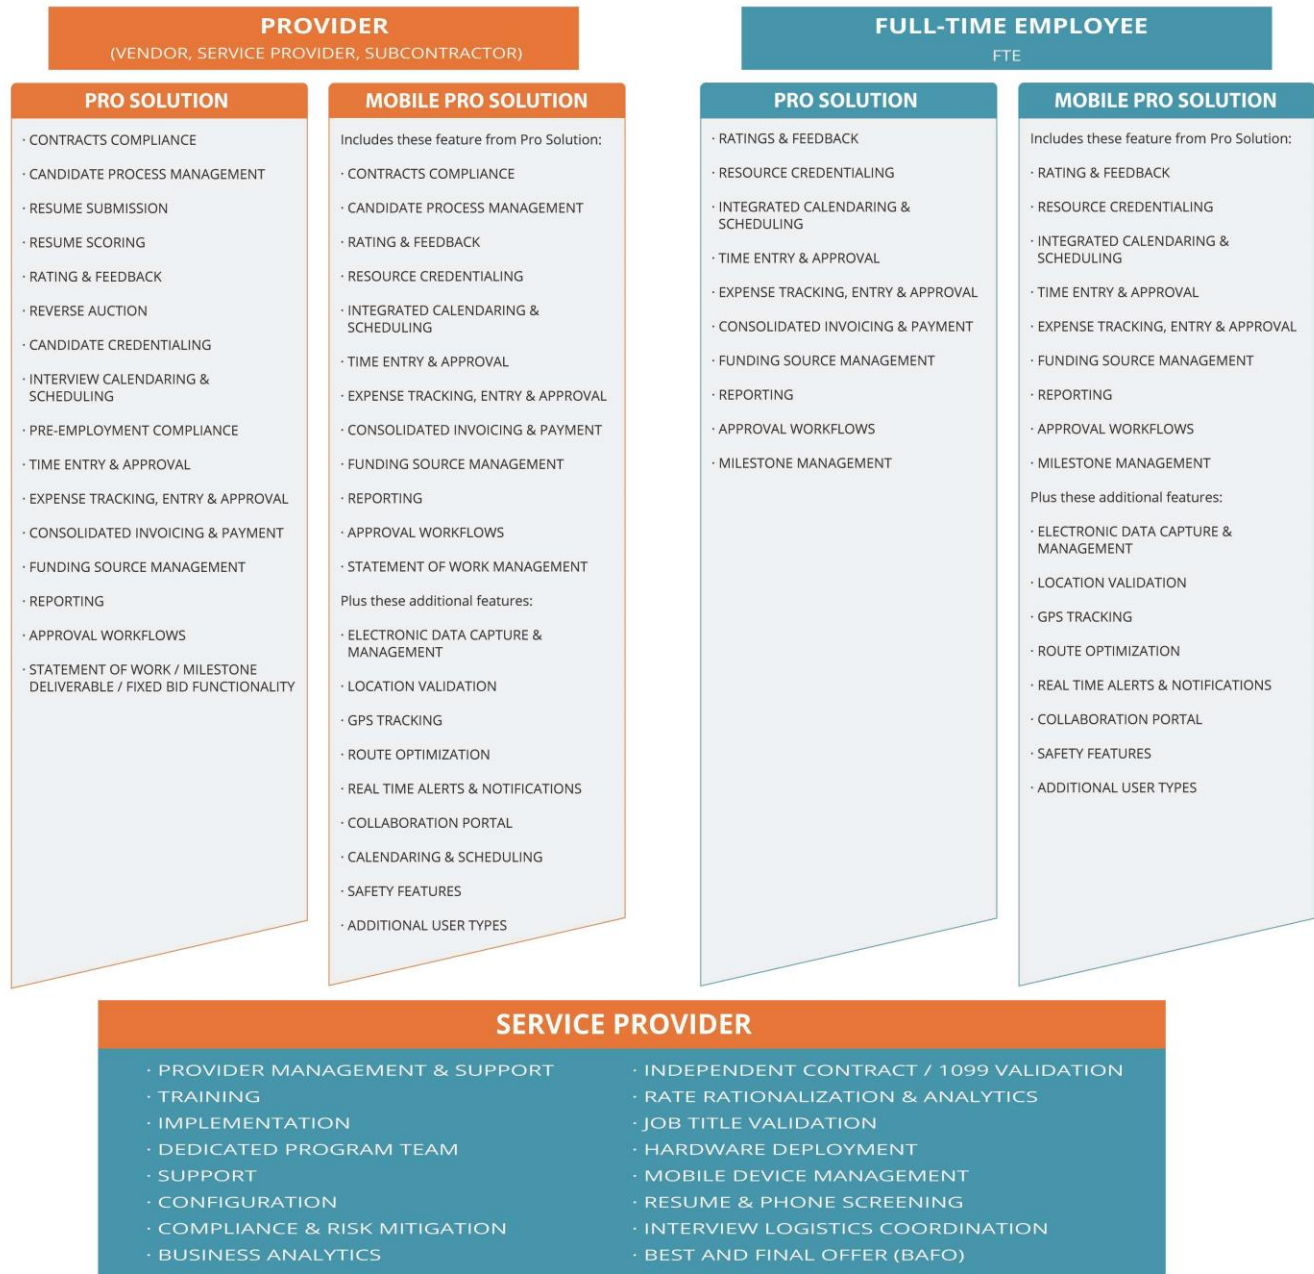 PROVIDER
(VENDOR, SERVICE PROVIDER, SUBCONTRACTOR)
PRO SOLUTION
· CONTRACTS COMPLIANCE
· CANDIDATE PROCESS MANAGEMENT
· RESUME SUBMISSION
· RESUME SCORING
· RATING & FEEDBACK
· REVERSE AUCTION
· CANDIDATE CREDENTIALING
· INTERVIEW CALENDARING &
SCHEDULING
· PRE-EMPLOYMENT COMPLIANCE
· TIME ENTRY & APPROVAL
· EXPENSE TRACKING, ENTRY & APPROVAL
· CONSOLIDATED INVOICING & PAYMENT
· FUNDING SOURCE MANAGEMENT
· REPORTING
· APPROVAL WORKFLOWS
· STATEMENT OF WORK / MILESTONE
DELIVERABLE / FIXED BID FUNCTIONALITY
MOBILE PRO SOLUTION
Includes these feature from Pro Solution:
· CONTRACTS COMPLIANCE
· CANDIDATE PROCESS MANAGEMENT
· RATING & FEEDBACK
· RESOURCE CREDENTIALING
· INTEGRATED CALENDARING &
SCHEDULING
· TIME ENTRY & APPROVAL
· EXPENSE TRACKING, ENTRY & APPROVAL
· CONSOLIDATED INVOICING & PAYMENT
· FUNDING SOURCE MANAGEMENT
· REPORTING
· APPROVAL WORKFLOWS
· STATEMENT OF WORK MANAGEMENT
Plus these additional features:
· ELECTRONIC DATA CAPTURE &
MANAGEMENT
· LOCATION VALIDATION
· GPS TRACKING
· ROUTE OPTIMIZATION
· REAL TIME ALERTS & NOTIFICATIONS
· COLLABORATION PORTAL
· CALENDARING & SCHEDULING
· SAFETY FEATURES
· ADDITIONAL USER TYPES
FULL-TIME EMPLOYEE
FTE
PRO SOLUTION
· RATINGS & FEEDBACK
· RESOURCE CREDENTIALING
· INTEGRATED CALENDARING &
SCHEDULING
· TIME ENTRY & APPROVAL
· EXPENSE TRACKING, ENTRY & APPROVAL
· CONSOLIDATED INVOICING & PAYMENT
· FUNDING SOURCE MANAGEMENT
· REPORTING
· APPROVAL WORKFLOWS
· MILESTONE MANAGEMENT
MOBILE PRO SOLUTION
Includes these feature from Pro Solution:
· RATING & FEEDBACK
· RESOURCE CREDENTIALING
· INTEGRATED CALENDARING &
SCHEDULING
· TIME ENTRY & APPROVAL
· EXPENSE TRACKING, ENTRY & APPROVAL
· FUNDING SOURCE MANAGEMENT
· REPORTING
· APPROVAL WORKFLOWS
· MILESTONE MANAGEMENT
Plus these additional features:
· ELECTRONIC DATA CAPTURE &
MANAGEMENT
· LOCATION VALIDATION
· GPS TRACKING
· ROUTE OPTIMIZATION
· REAL TIME ALERTS & NOTIFICATIONS
· COLLABORATION PORTAL
· SAFETY FEATURES
· ADDITIONAL USER TYPES
SERVICE PROVIDER
· PROVIDER MANAGEMENT & SUPPORT
· TRAINING
· IMPLEMENTATION
· DEDICATED PROGRAM TEAM
· SUPPORT
· CONFIGURATION
· COMPLIANCE & RISK MITIGATION
· BUSINESS ANALYTICS
· INDEPENDENT CONTRACT / 1099 VALIDATION
· RATE RATIONALIZATION & ANALYTICS
· JOB TITLE VALIDATION
· HARDWARE DEPLOYMENT
· MOBILE DEVICE MANAGEMENT
· RESUME & PHONE SCREENING
· INTERVIEW LOGISTICS COORDINATION
· BEST AND FINAL OFFER (BAFO)